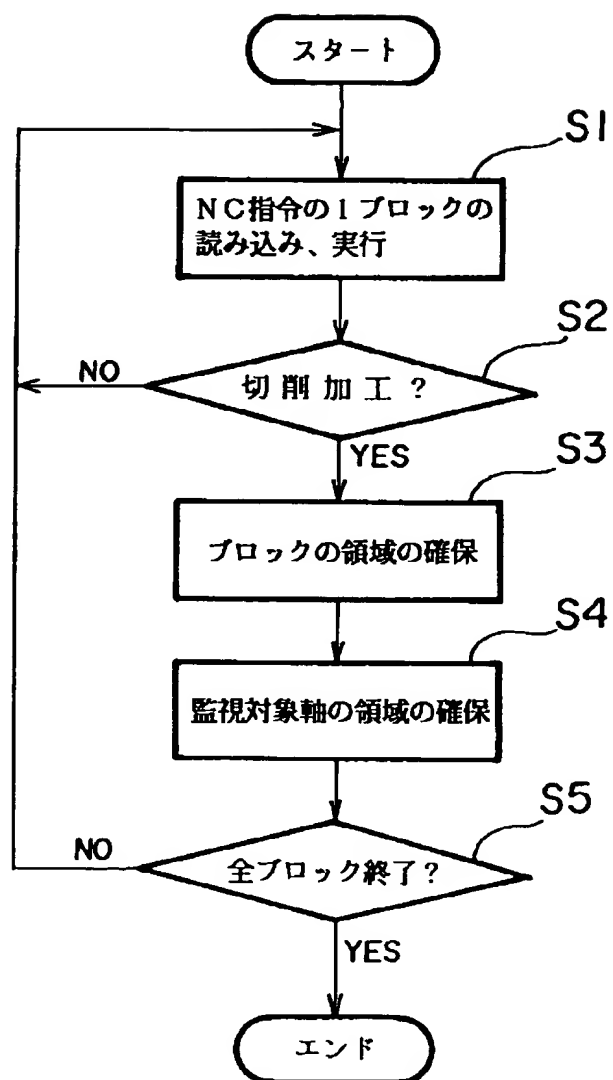 スタート
S1
NC指令の1ブロックの
読み込み、実行
S2
NO
切削加工?
YES
S3
ブロックの領域の確保
S4
監視対象軸の領域の確保
S5
NO
全ブロック終了?
YES
エンド